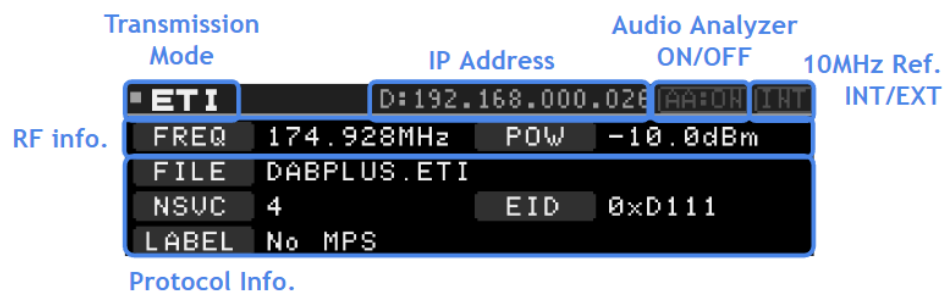 Transmission
Mode
IP Address
Audio Analyzer
ON/OFF
10MHz Ref.
INT/EXT
ETI D:192.168.000.026 [AA:ON] [INT]
RF info.
FREQ 174.928MHz POW -10.0dBm
FILE DABPLUS.ETI
NSVC 4 EID 0xD111
LABEL No MPS
Protocol Info.